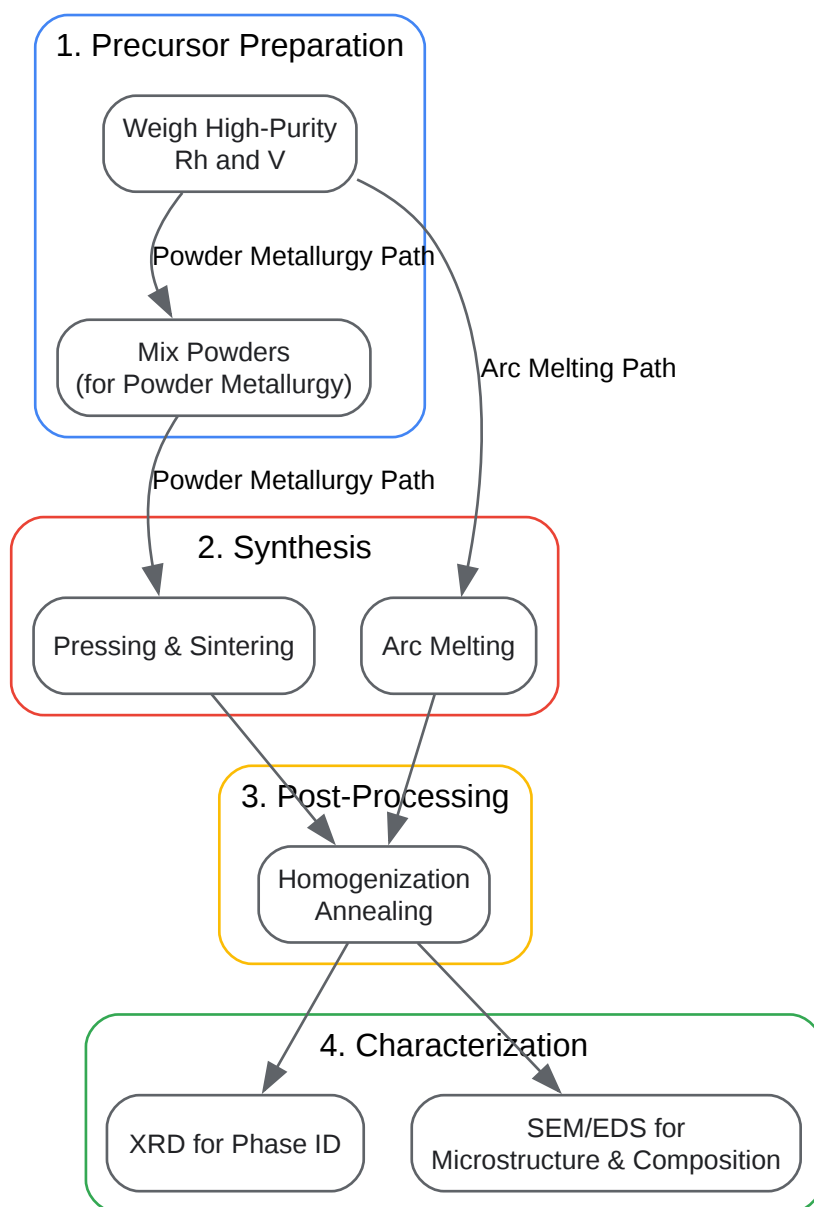 1. Precursor Preparation
Weigh High-Purity
Rh and V
Powder Metallurgy Path
Mix Powders
(for Powder Metallurgy)
Arc Melting Path
Powder Metallurgy Path
2. Synthesis
Pressing & Sintering
Arc Melting
3. Post-Processing
Homogenization
Annealing
4. Characterization
XRD for Phase ID
SEM/EDS for
Microstructure & Composition